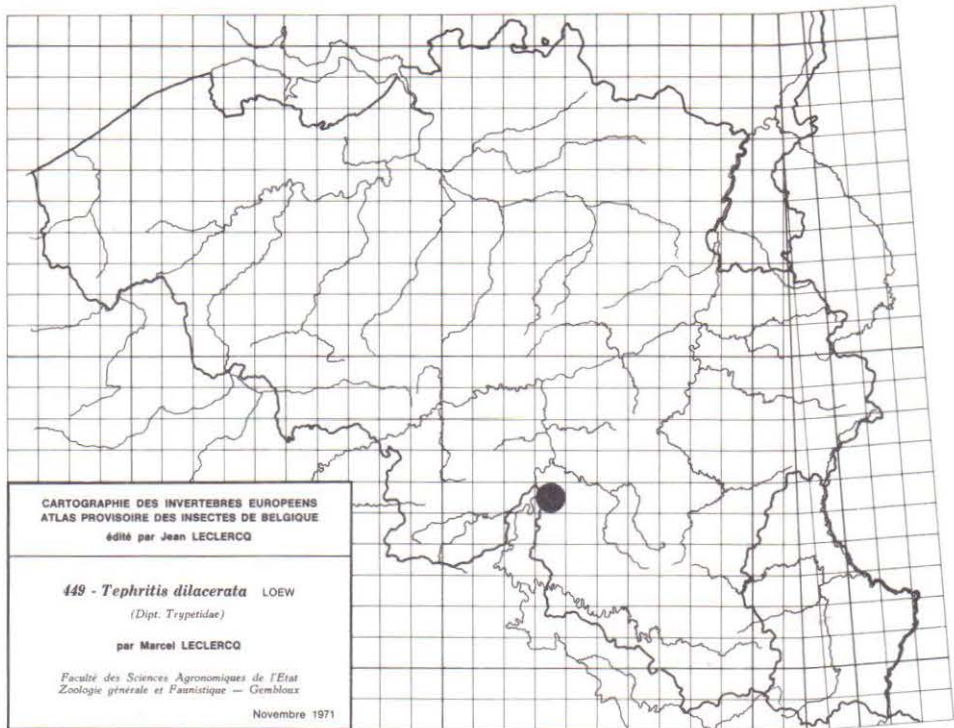 CARTOGRAPHIE DES INVERTEBRES EUROPEENS
ATLAS PROVISOIRE DES INSECTES DE BELGIQUE
édité par Jean LECLERCQ
449 - Tephritis dilacerata LOEW
(Dipt. Trypetidae)
par Marcel LECLERCQ
Faculté des Sciences Agronomiques de l'Etat
Zoologie générale et Faunistique — Gembloux
Novembre 1971